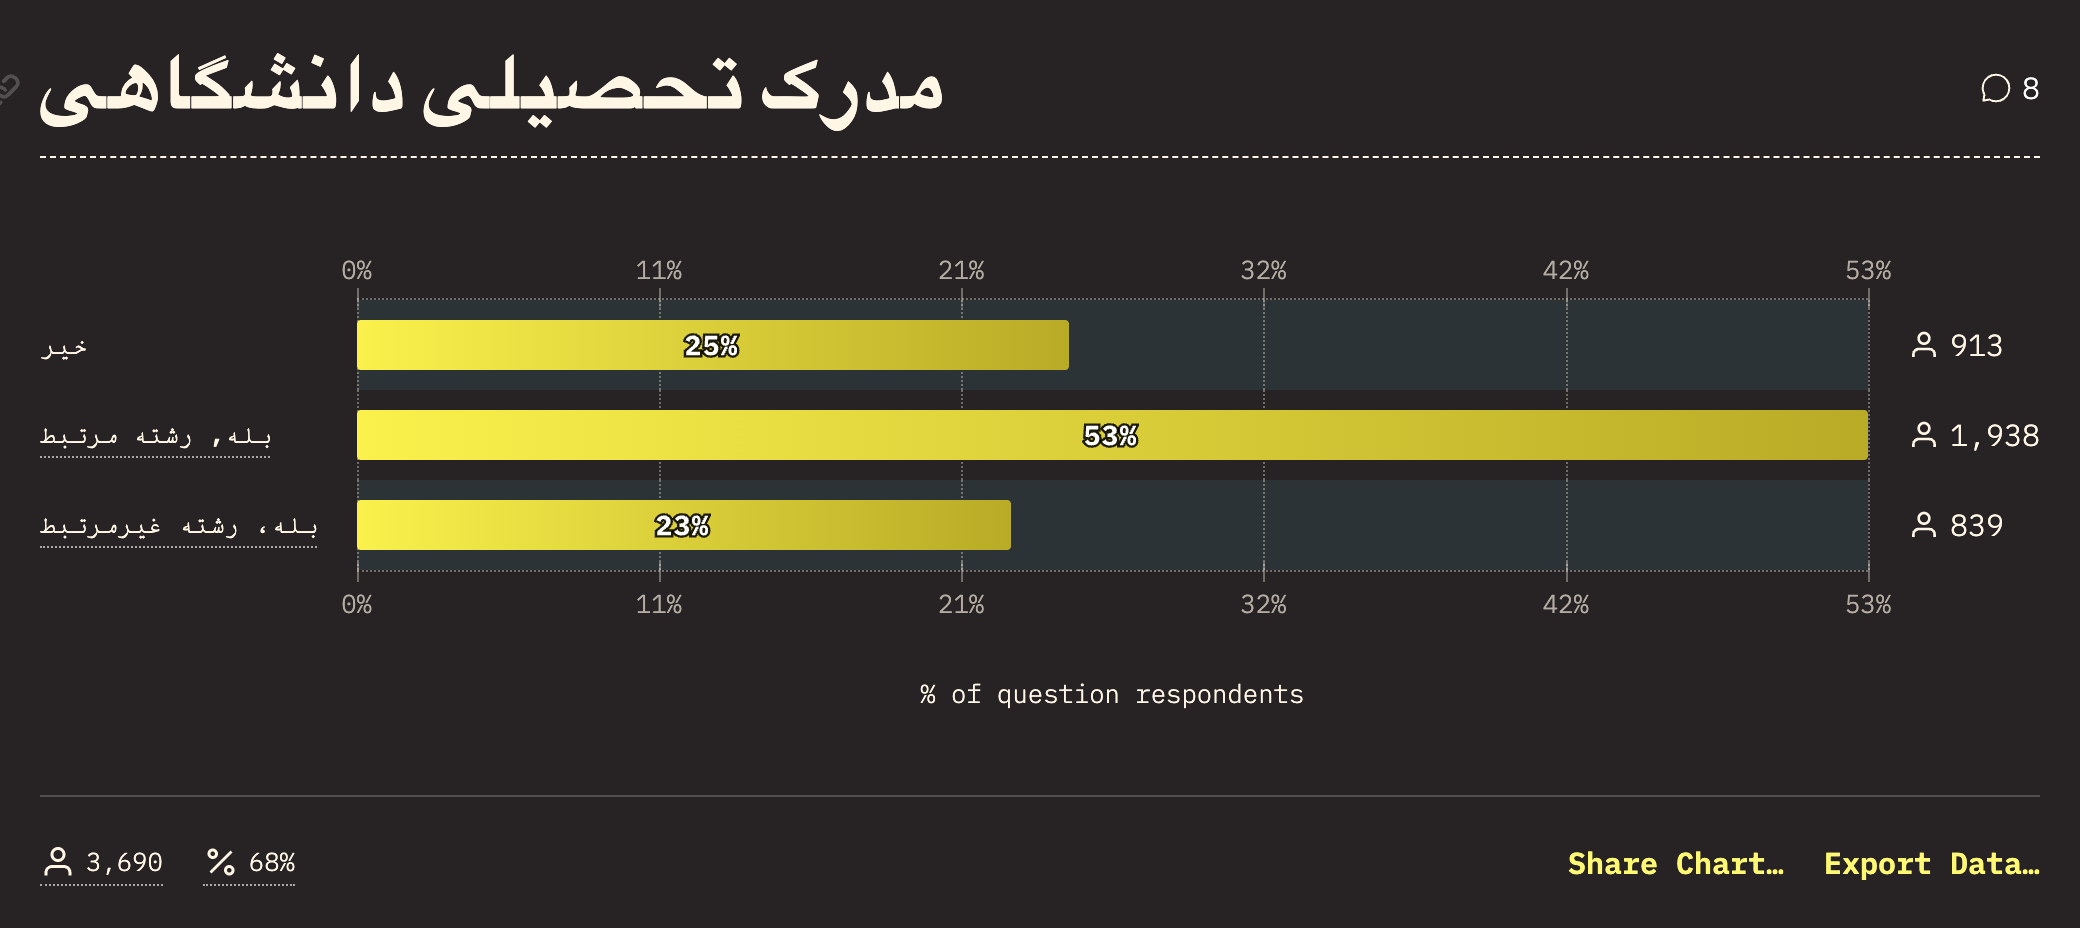 مدرک تحصیلی دانشگاهی
8
0% 11% 21% 32% 42% 53%
خیر 25% 913
بله, رشته مرتبط 53% 1,938
بله، رشته غیرمرتبط 23% 839
0% 11% 21% 32% 42% 53%
% of question respondents
3,690 68% Share Chart… Export Data…